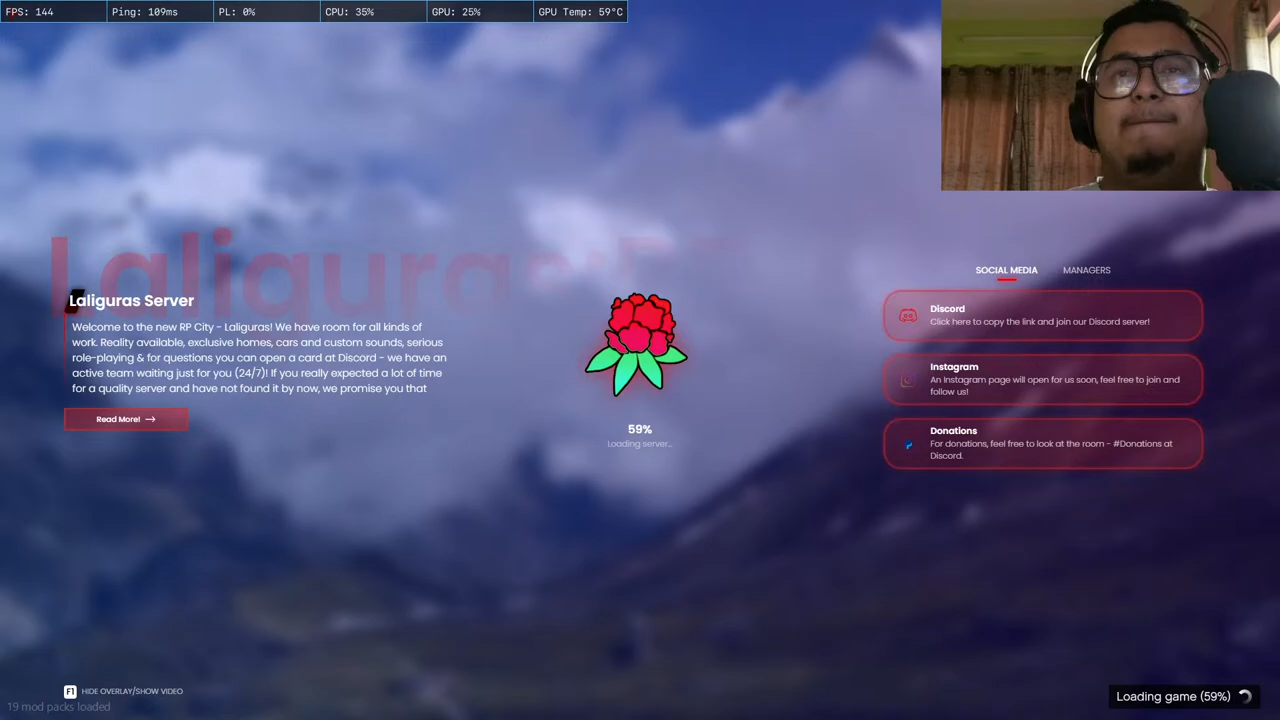 FPS: 144
Ping: 109ms
PL: 0%
CPU: 35%
GPU: 25%
GPU Temp: 59°C
Laliguras Server
Welcome to the new RP City - Laliguras! We have room for all kinds of
work. Reality available, exclusive homes, cars and custom sounds, serious
role-playing & for questions you can open a card at Discord - we have an
active team waiting just for you (24/7)! If you really expected a lot of time
for a quality server and have not found it by now, we promise you that
Read More!
59%
Loading server...
SOCIAL MEDIA
MANAGERS
Discord
Click here to copy the link and join our Discord server!
Instagram
An Instagram page will open for us soon, feel free to join and
follow us!
Donations
For donations, feel free to look at the room - #Donations at
Discord.
F1 HIDE OVERLAY/SHOW VIDEO
19 mod packs loaded
Loading game (59%)